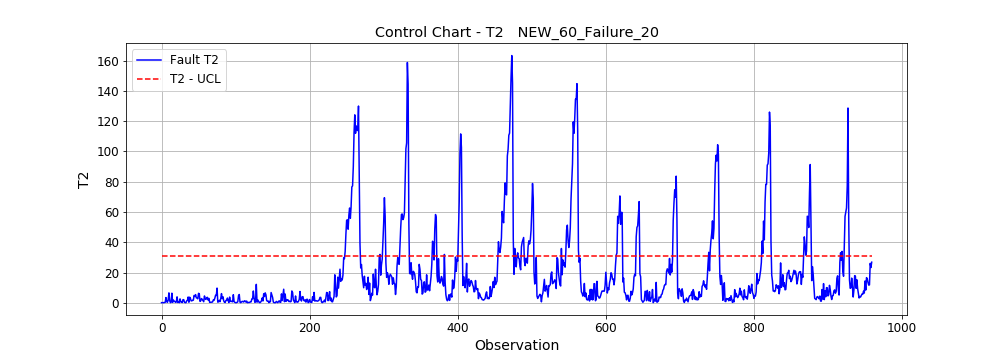 Control Chart - T2   NEW_60_Failure_20
Fault T2
T2 - UCL
160
140
120
100
80
60
40
20
0
T2
0 200 400 600 800 1000
Observation